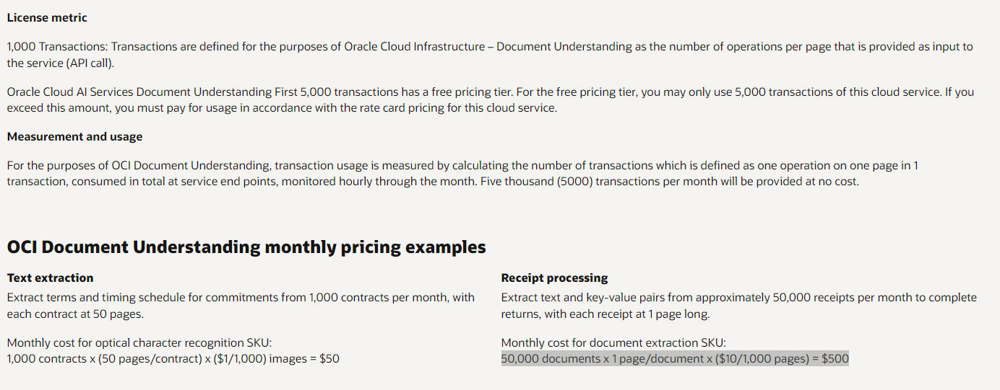 License metric
1,000 Transactions: Transactions are defined for the purposes of Oracle Cloud Infrastructure – Document Understanding as the number of operations per page that is provided as input to
the service (API call).
Oracle Cloud AI Services Document Understanding First 5,000 transactions has a free pricing tier. For the free pricing tier, you may only use 5,000 transactions of this cloud service. If you
exceed this amount, you must pay for usage in accordance with the rate card pricing for this cloud service.
Measurement and usage
For the purposes of OCI Document Understanding, transaction usage is measured by calculating the number of transactions which is defined as one operation on one page in 1
transaction, consumed in total at service end points, monitored hourly through the month. Five thousand (5000) transactions per month will be provided at no cost.
OCI Document Understanding monthly pricing examples
Text extraction
Extract terms and timing schedule for commitments from 1,000 contracts per month, with
each contract at 50 pages.
Monthly cost for optical character recognition SKU:
1,000 contracts x (50 pages/contract) x ($1/1,000) images = $50
Receipt processing
Extract text and key-value pairs from approximately 50,000 receipts per month to complete
returns, with each receipt at 1 page long.
Monthly cost for document extraction SKU:
50,000 documents x 1 page/document x ($10/1,000 pages) = $500